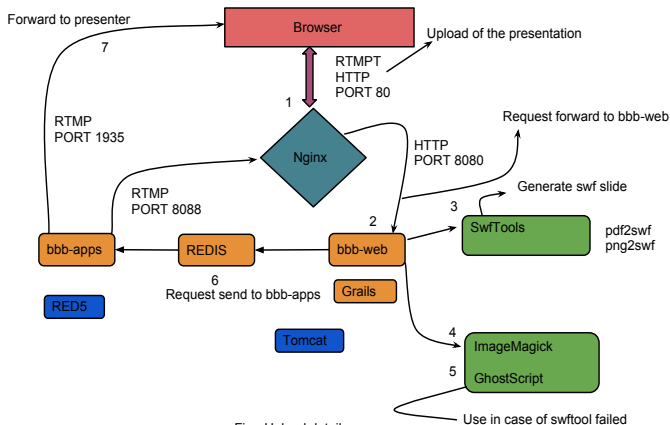 Forward to presenter
7
Browser
Upload of the presentation
RTMPT
HTTP
PORT 80
1
RTMP
PORT 1935
Nginx
HTTP
PORT 8080
Request forward to bbb-web
RTMP
PORT 8088
Generate swf slide
2
3
SwfTools
pdf2swf
png2swf
bbb-apps
REDIS
bbb-web
6
Request send to bbb-apps
Grails
RED5
Tomcat
4
ImageMagick
5
GhostScript
Use in case of swftool failed